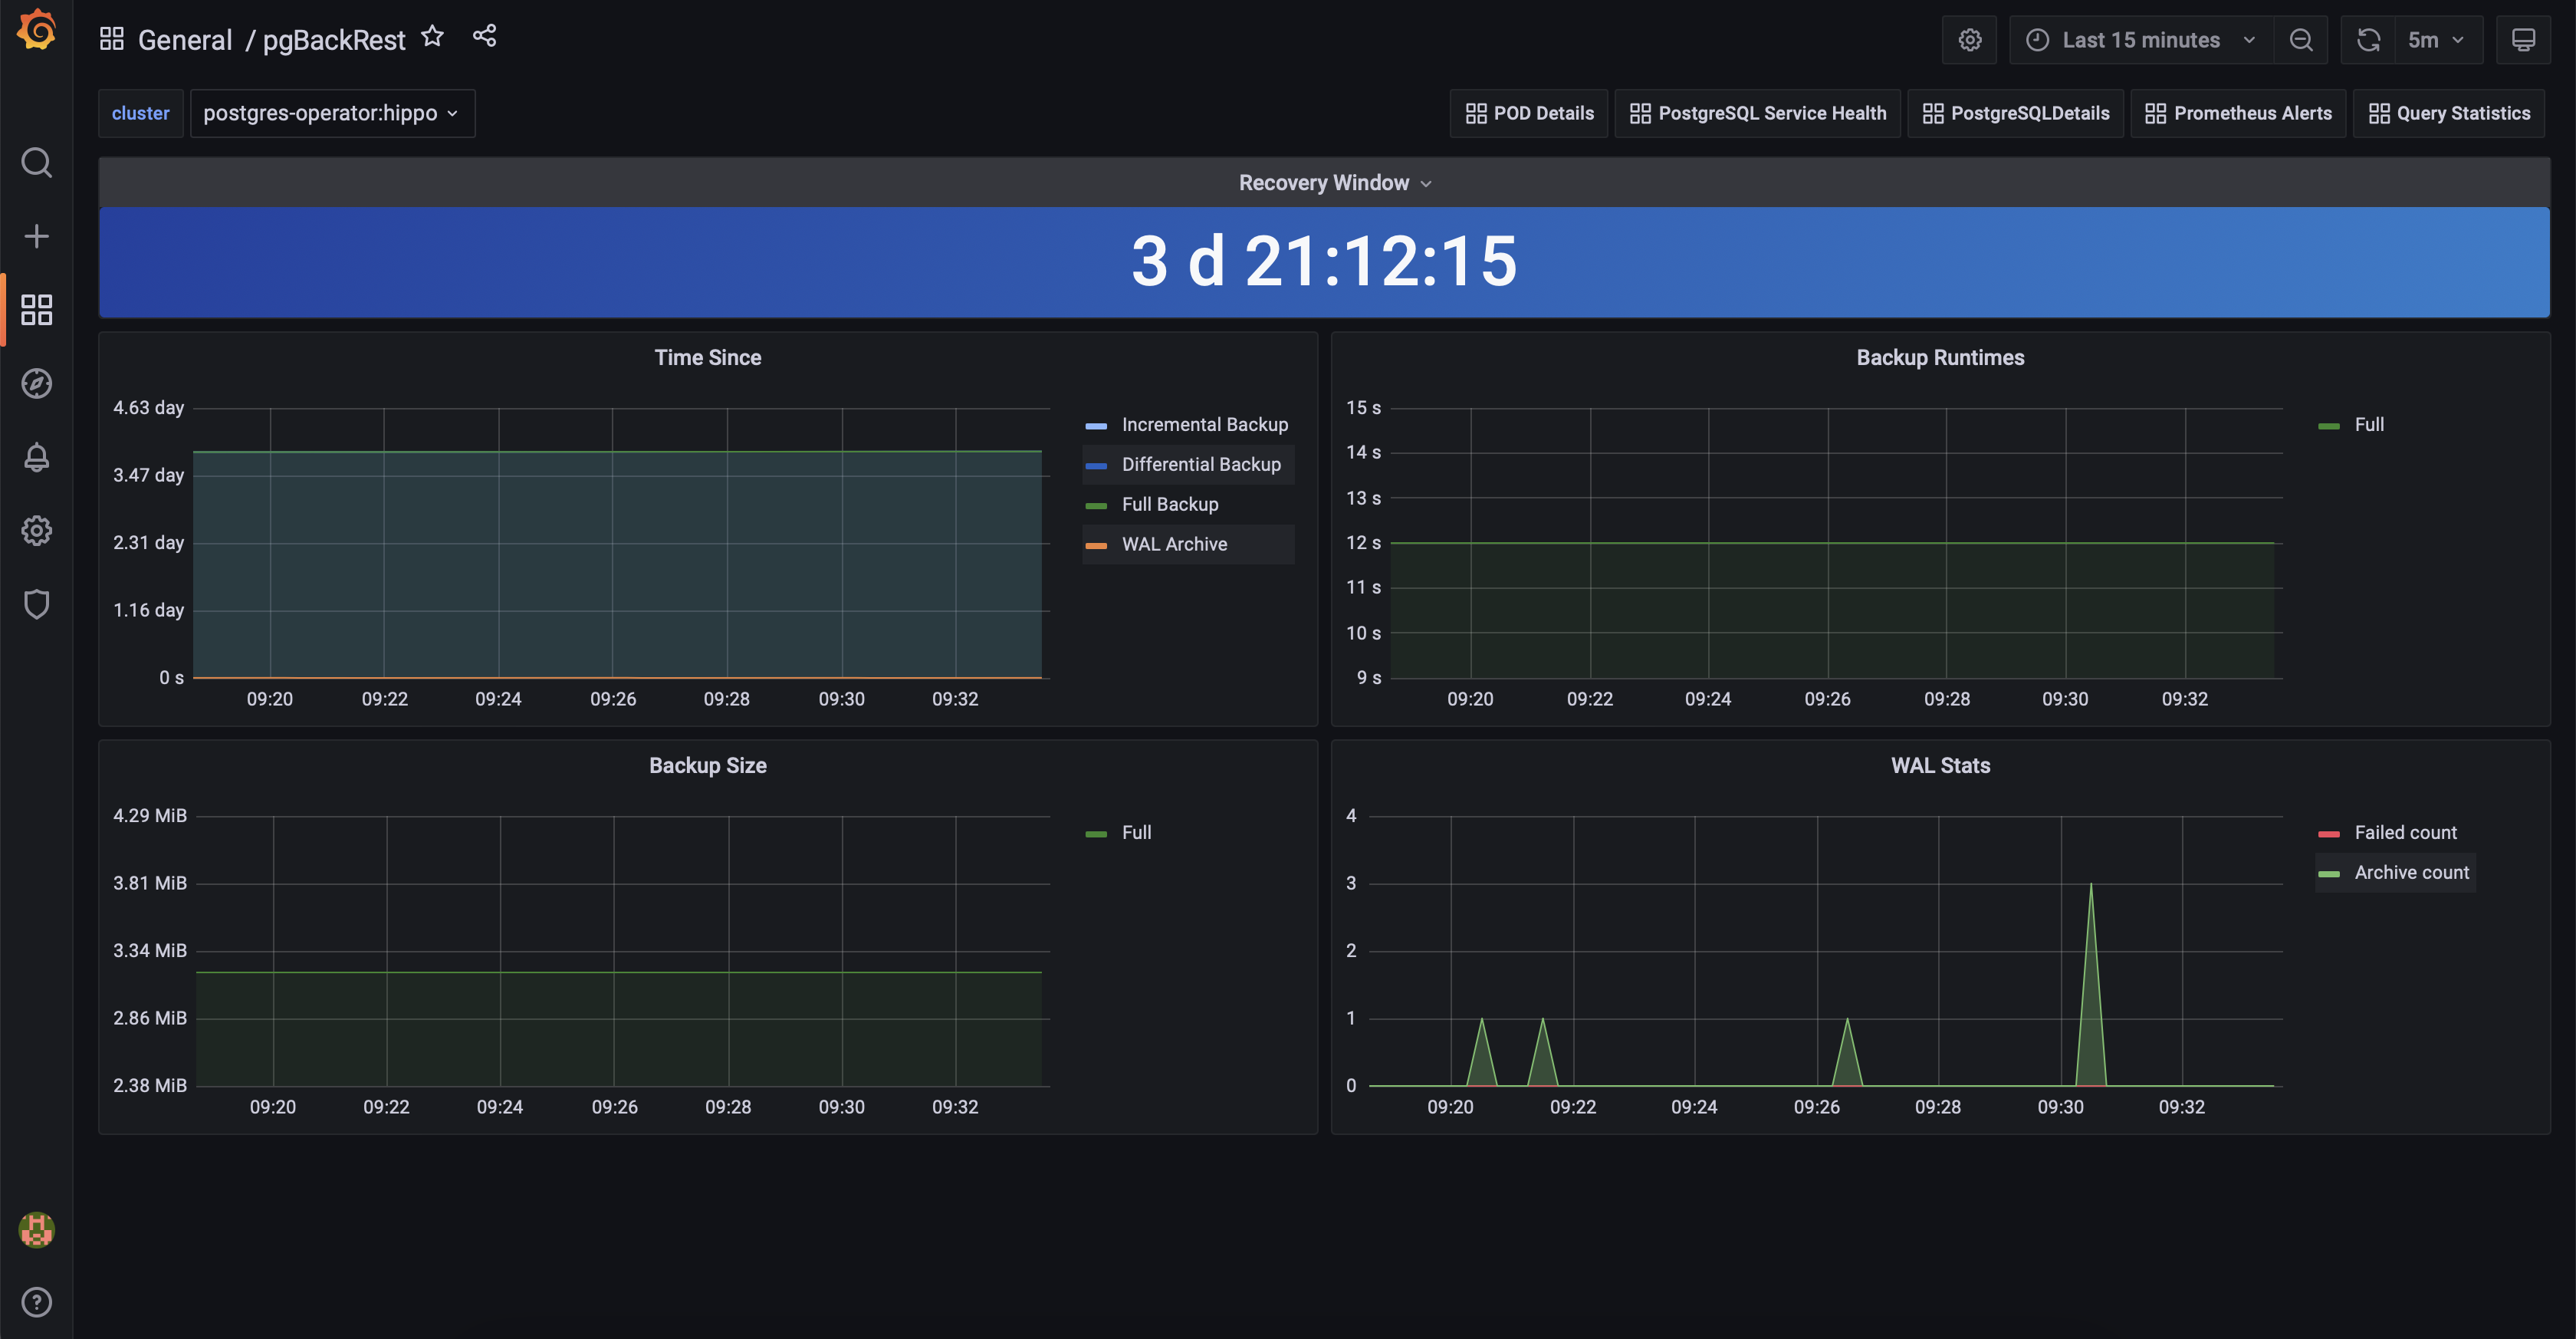 General / pgBackRest
Last 15 minutes
5m
cluster postgres-operator:hippo
POD Details PostgreSQL Service Health PostgreSQLDetails Prometheus Alerts Query Statistics
Recovery Window
3 d 21:12:15
Time Since
4.63 day
3.47 day
2.31 day
1.16 day
0 s
09:20 09:22 09:24 09:26 09:28 09:30 09:32
Incremental Backup
Differential Backup
Full Backup
WAL Archive
Backup Runtimes
15 s
14 s
13 s
12 s
11 s
10 s
9 s
09:20 09:22 09:24 09:26 09:28 09:30 09:32
Full
Backup Size
4.29 MiB
3.81 MiB
3.34 MiB
2.86 MiB
2.38 MiB
09:20 09:22 09:24 09:26 09:28 09:30 09:32
Full
WAL Stats
4
3
2
1
0
09:20 09:22 09:24 09:26 09:28 09:30 09:32
Failed count
Archive count